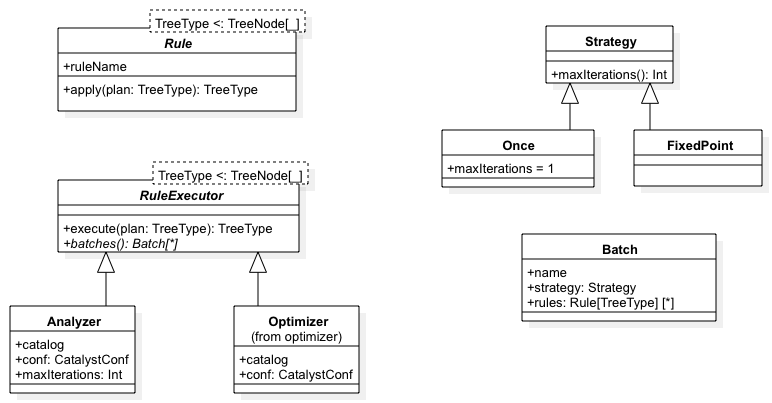 TreeType <: TreeNode[_]
Rule
+ruleName
+apply(plan: TreeType): TreeType
TreeType <: TreeNode[_]
RuleExecutor
+execute(plan: TreeType): TreeType
+batches(): Batch[*]
Analyzer
+catalog
+conf: CatalystConf
+maxIterations: Int
Optimizer
(from optimizer)
+catalog
+conf: CatalystConf
Strategy
+maxIterations(): Int
Once
+maxIterations = 1
FixedPoint
Batch
+name
+strategy: Strategy
+rules: Rule[TreeType] [*]